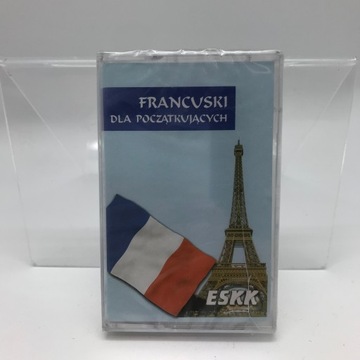 FRANCUSKI
DLA POCZĄTKUJĄCYCH
ESKK